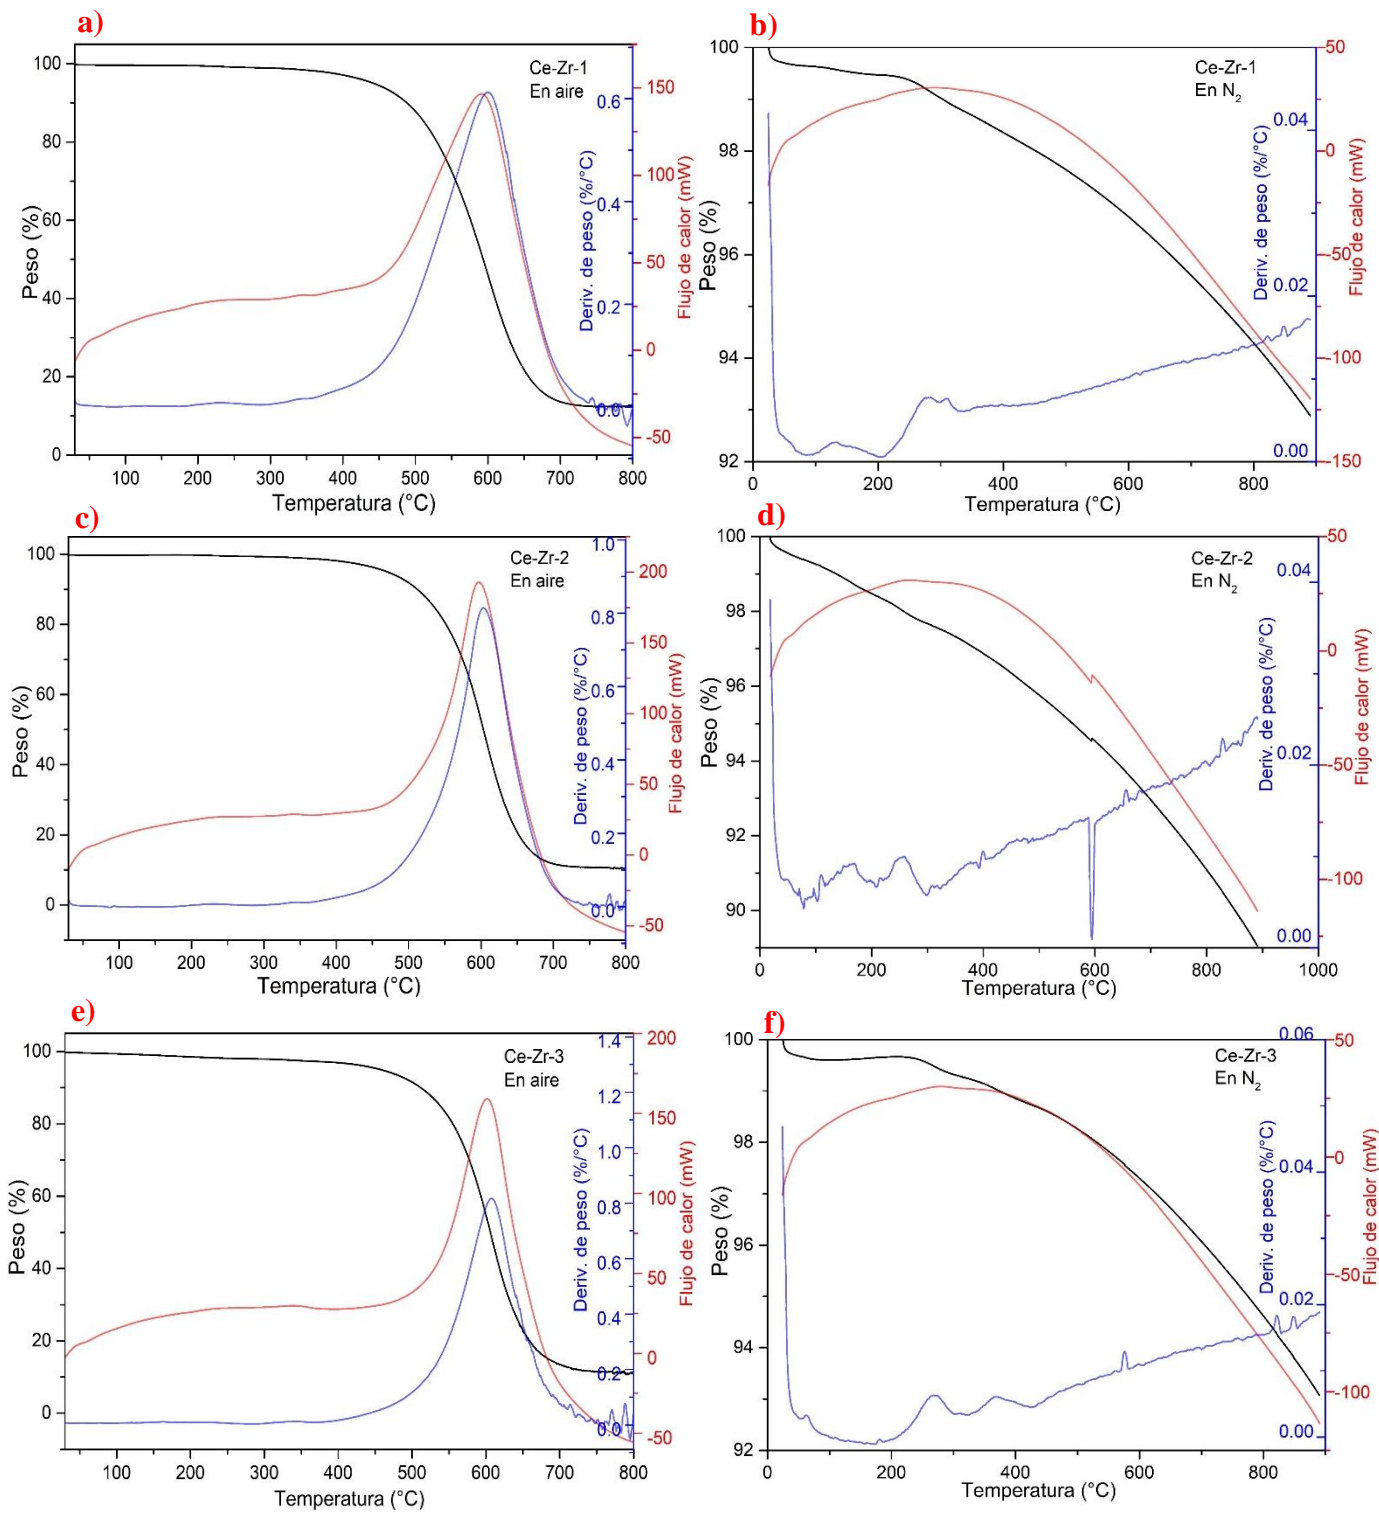 a)
Ce-Zr-1
En aire
100
80
60
40
20
0
Peso (%)
100 200 300 400 500 600 700 800
Temperatura (°C)
0.6
0.4
0.2
0.0
Deriv. de peso (%/°C)
150
100
50
0
-50
Flujo de calor (mW)
b)
Ce-Zr-1
En N2
100
98
96
94
92
Peso (%)
0 200 400 600 800
Temperatura (°C)
0.04
0.02
0.00
Deriv. de peso (%/°C)
50
0
-50
-100
-150
Flujo de calor (mW)
c)
Ce-Zr-2
En aire
100
80
60
40
20
0
Peso (%)
100 200 300 400 500 600 700 800
Temperatura (°C)
1.0
0.8
0.6
0.4
0.2
0.0
Deriv. de peso (%/°C)
200
150
100
50
0
-50
Flujo de calor (mW)
d)
Ce-Zr-2
En N2
100
98
96
94
92
90
Peso (%)
0 200 400 600 800 1000
Temperatura (°C)
0.04
0.02
0.00
Deriv. de peso (%/°C)
50
0
-50
-100
Flujo de calor (mW)
e)
Ce-Zr-3
En aire
100
80
60
40
20
0
Peso (%)
100 200 300 400 500 600 700 800
Temperatura (°C)
1.4
1.2
1.0
0.8
0.6
0.4
0.2
0.0
Deriv. de peso (%/°C)
200
150
100
50
0
-50
Flujo de calor (mW)
f)
Ce-Zr-3
En N2
100
98
96
94
92
Peso (%)
0 200 400 600 800
Temperatura (°C)
0.06
0.04
0.02
0.00
Deriv. de peso (%/°C)
50
0
-50
-100
Flujo de calor (mW)